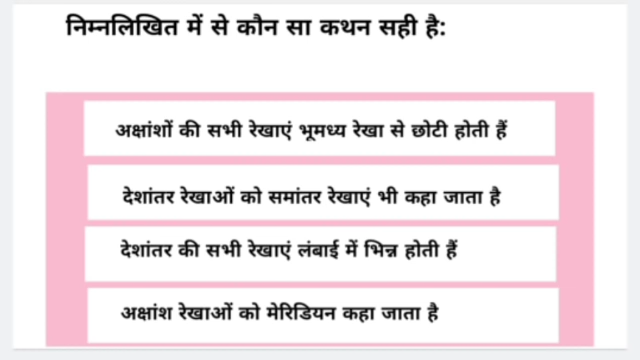 निम्नलिखित में से कौन सा कथन सही है:
अक्षांशों की सभी रेखाएं भूमध्य रेखा से छोटी होती हैं
देशांतर रेखाओं को समांतर रेखाएं भी कहा जाता है
देशांतर की सभी रेखाएं लंबाई में भिन्न होती हैं
अक्षांश रेखाओं को मेरिडियन कहा जाता है